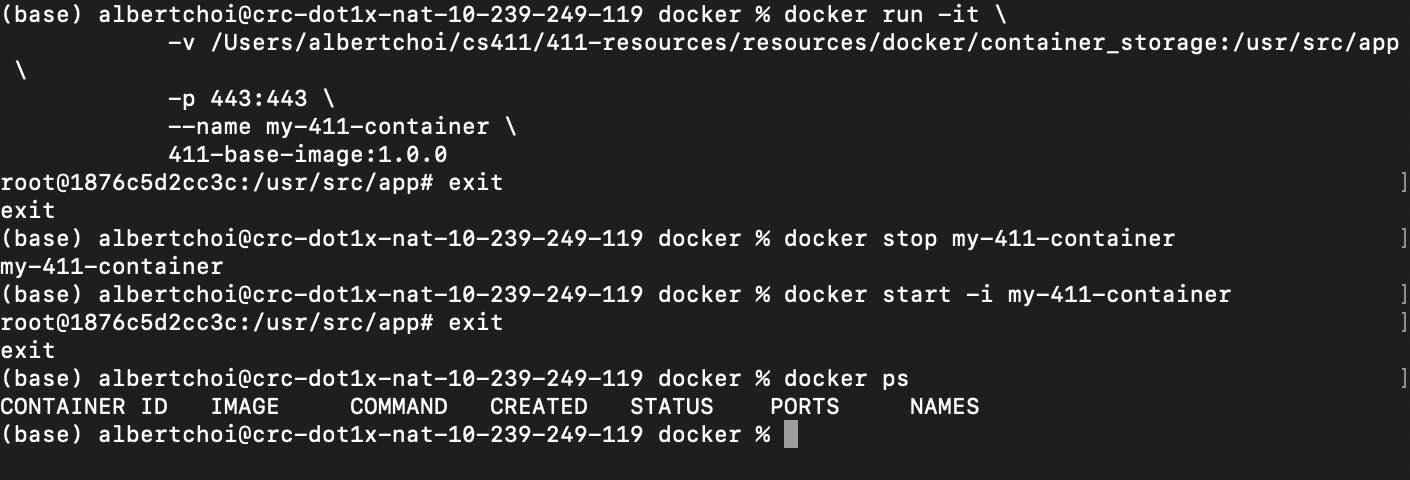 (base) albertchoi@crc-dot1x-nat-10-239-249-119 docker % docker run -it \
            -v /Users/albertchoi/cs411/411-resources/resources/docker/container_storage:/usr/src/app
 \
            -p 443:443 \
            --name my-411-container \
            411-base-image:1.0.0
root@1876c5d2cc3c:/usr/src/app# exit ]
exit
(base) albertchoi@crc-dot1x-nat-10-239-249-119 docker % docker stop my-411-container ]
my-411-container
(base) albertchoi@crc-dot1x-nat-10-239-249-119 docker % docker start -i my-411-container ]
root@1876c5d2cc3c:/usr/src/app# exit ]
exit
(base) albertchoi@crc-dot1x-nat-10-239-249-119 docker % docker ps ]
CONTAINER ID   IMAGE     COMMAND   CREATED   STATUS    PORTS     NAMES
(base) albertchoi@crc-dot1x-nat-10-239-249-119 docker %